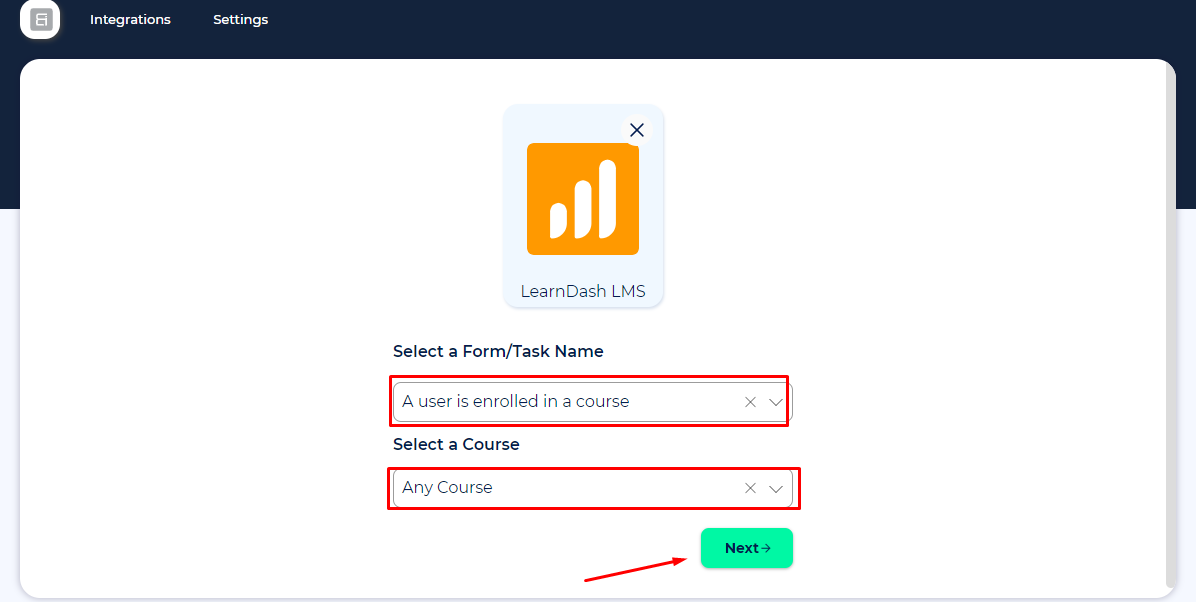 Integrations Settings
LearnDash LMS
Select a Form/Task Name
A user is enrolled in a course
Select a Course
Any Course
Next→